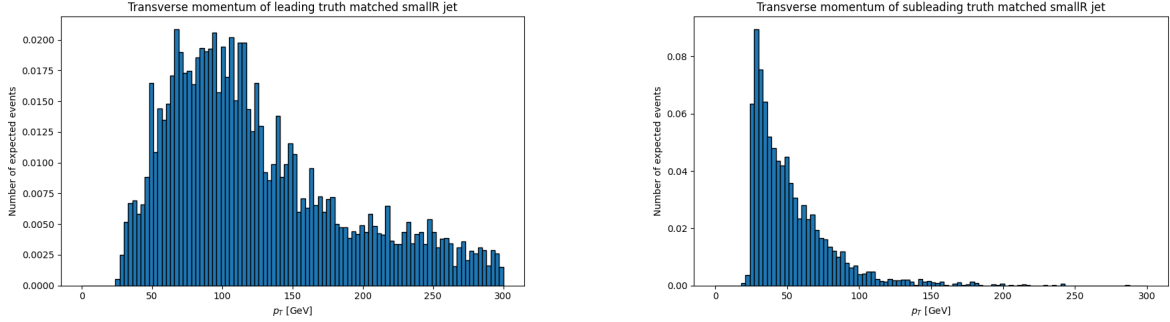 Transverse momentum of leading truth matched smallR jet
Number of expected events
0.0200
0.0175
0.0150
0.0125
0.0100
0.0075
0.0050
0.0025
0.0000
0 50 100 150 200 250 300
pT [GeV]
Transverse momentum of subleading truth matched smallR jet
Number of expected events
0.08
0.06
0.04
0.02
0.00
0 50 100 150 200 250 300
pT [GeV]